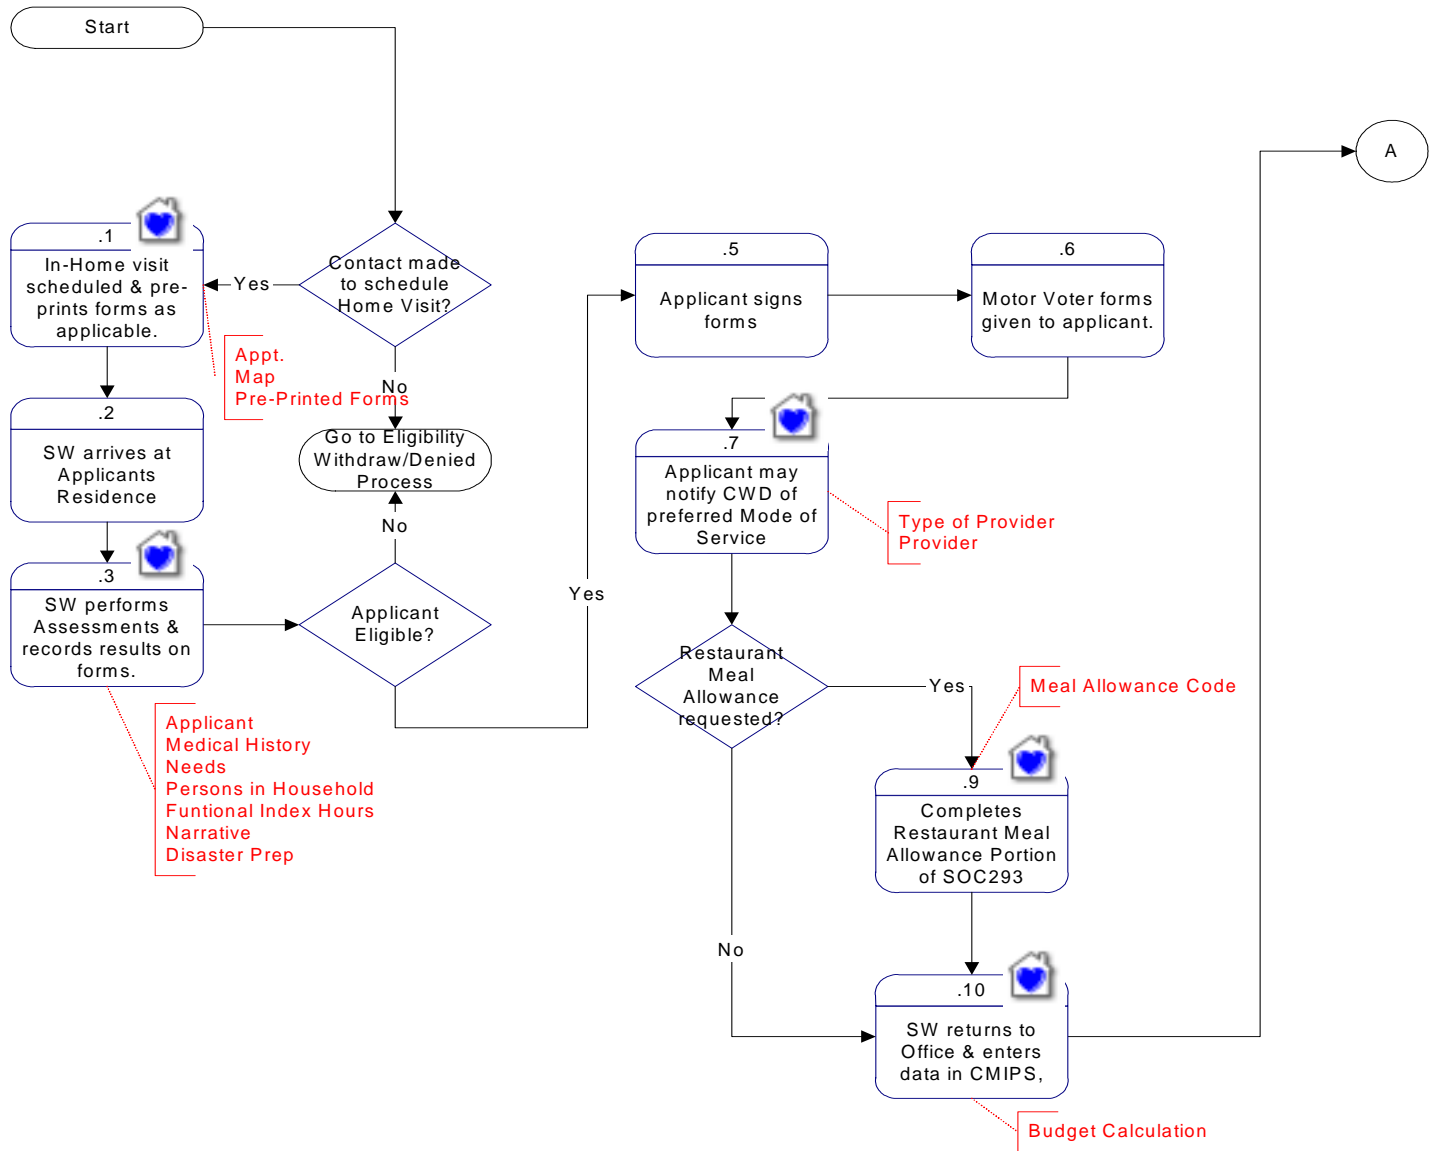 Start
A
.1
In-Home visit
scheduled & pre-
prints forms as
applicable.
Yes
Contact made
to schedule
Home Visit?
Appt.
Map
Pre-Printed Forms
No
Go to Eligibility
Withdraw/Denied
Process
.2
SW arrives at
Applicants
Residence
No
.3
SW performs
Assessments &
records results on
forms.
Applicant
Eligible?
Yes
Applicant
Medical History
Needs
Persons in Household
Funtional Index Hours
Narrative
Disaster Prep
.5
Applicant signs
forms
.6
Motor Voter forms
given to applicant.
.7
Applicant may
notify CWD of
preferred Mode of
Service
Type of Provider
Provider
Restaurant
Meal
Allowance
requested?
Yes
Meal Allowance Code
.9
Completes
Restaurant Meal
Allowance Portion
of SOC293
No
.10
SW returns to
Office & enters
data in CMIPS,
Budget Calculation